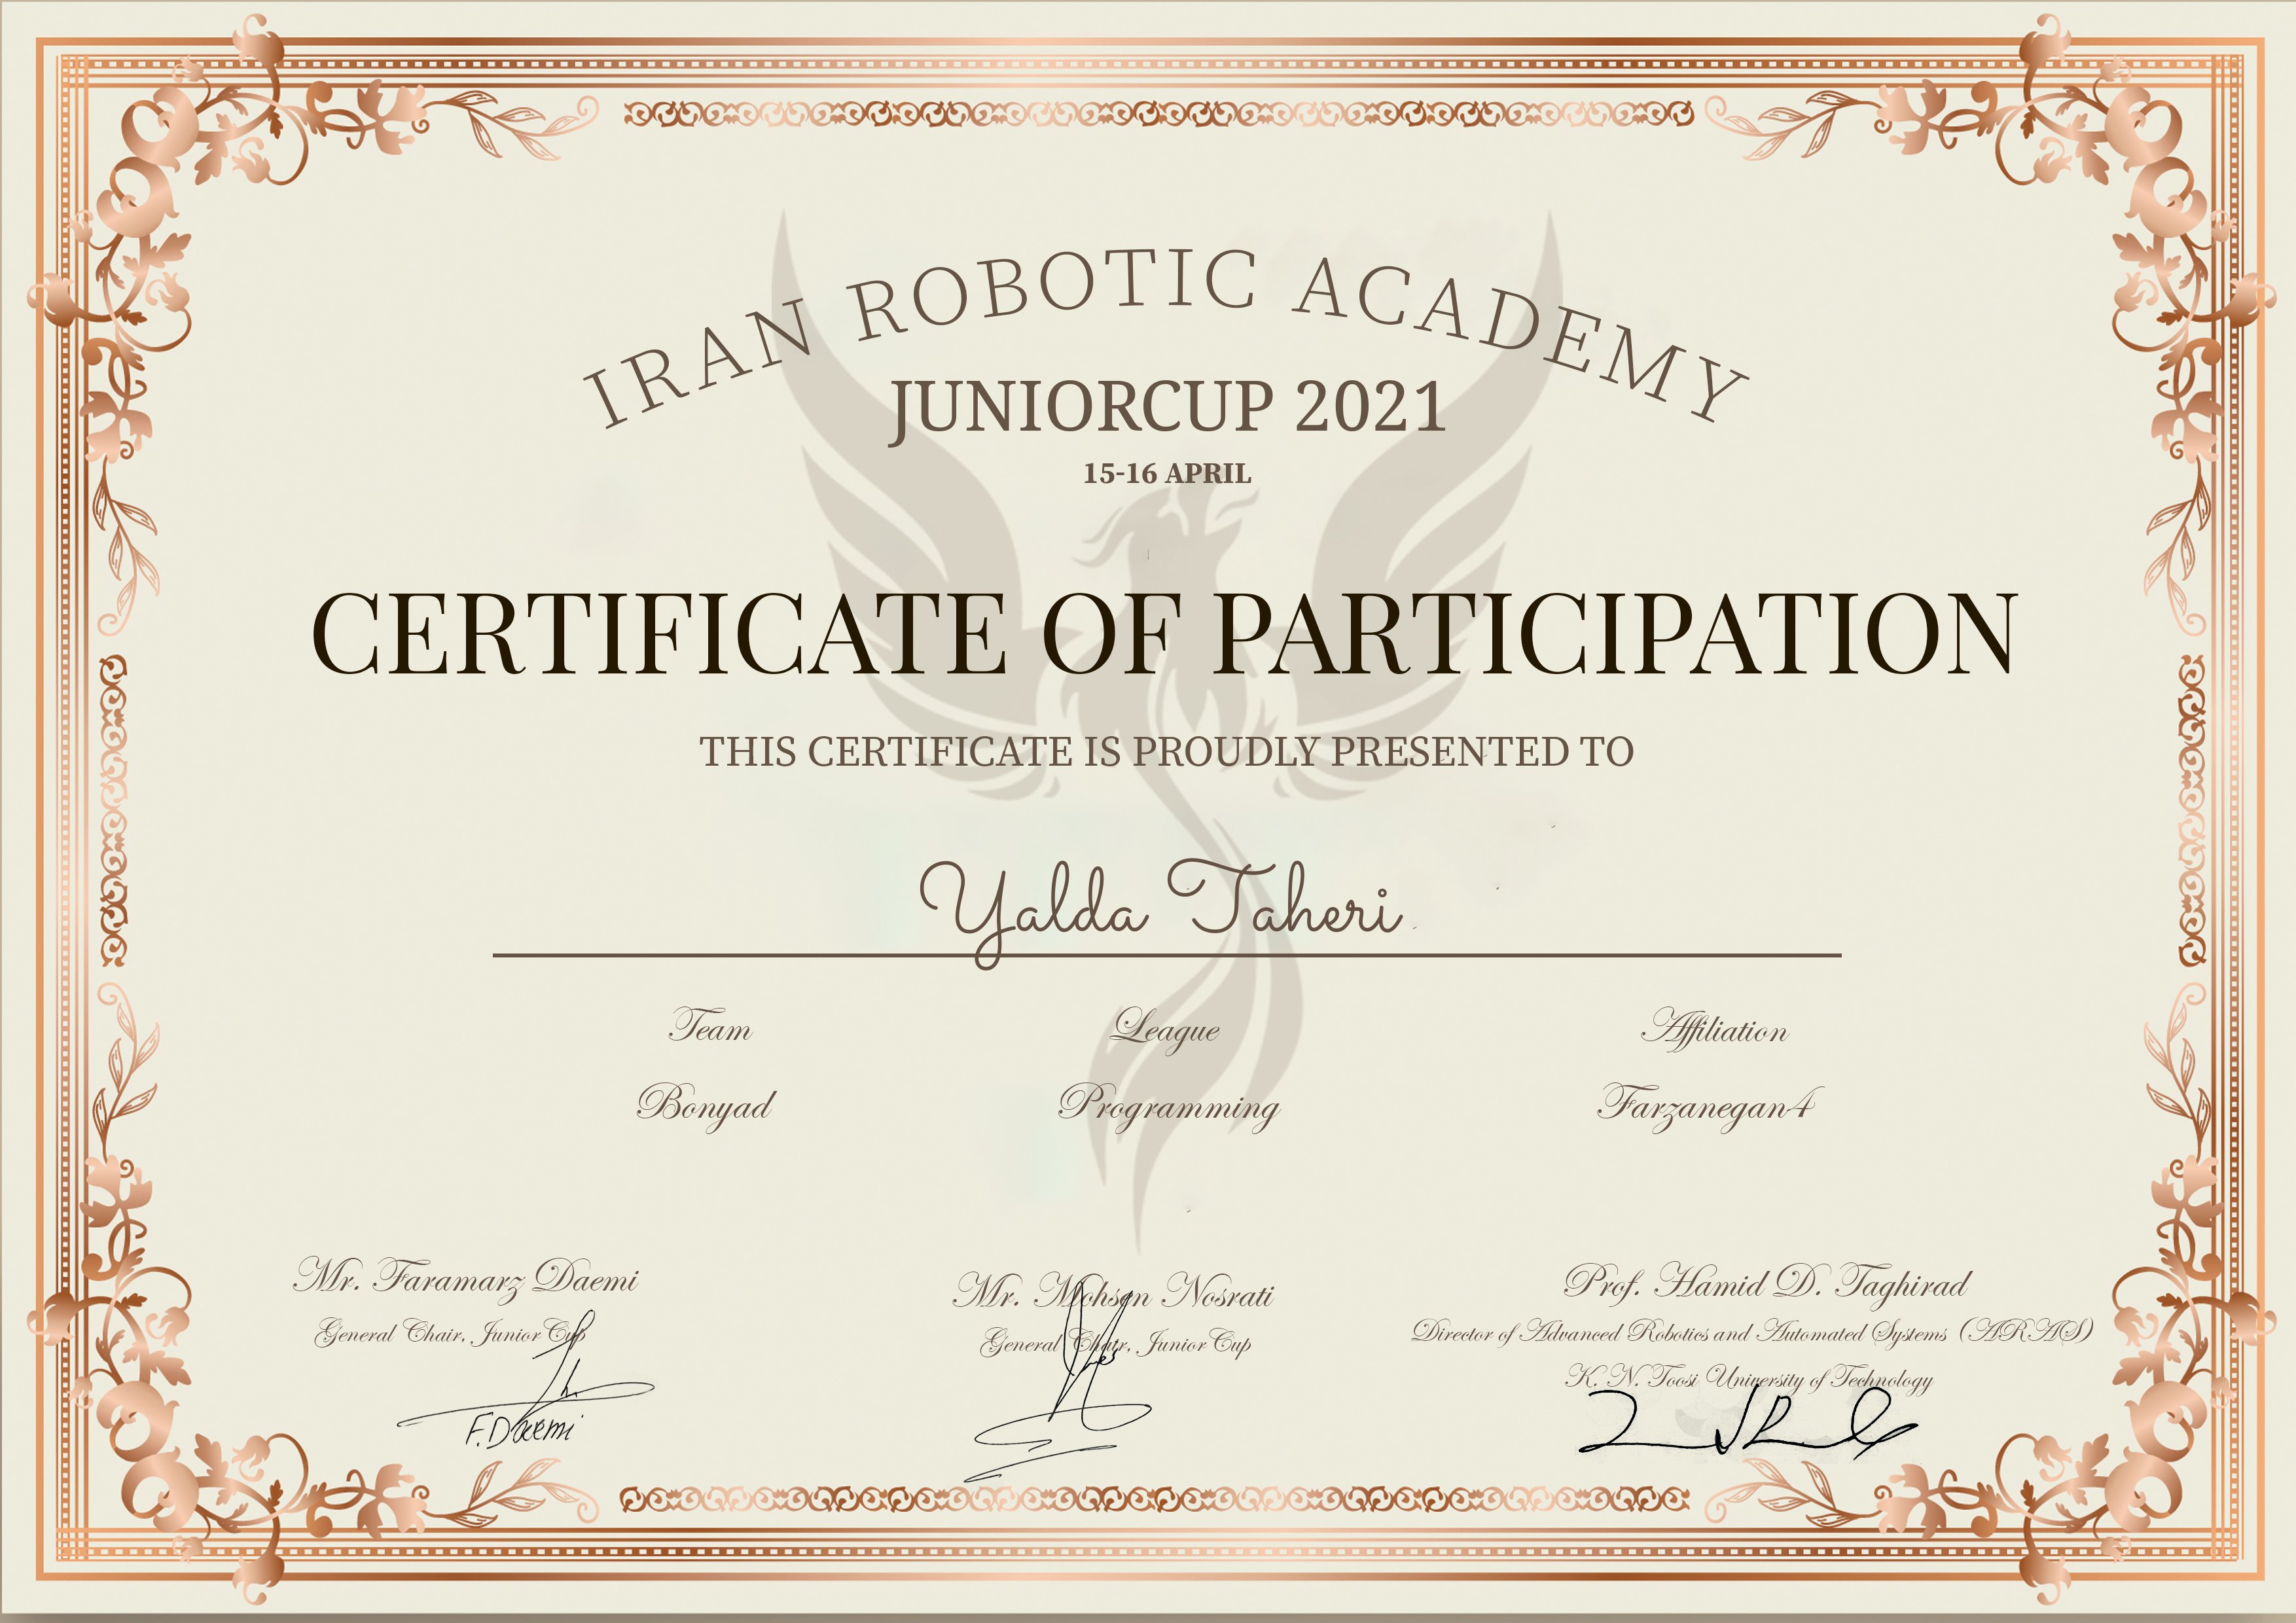 IRAN ROBOTIC ACADEMY
JUNIORCUP 2021
15-16 APRIL
CERTIFICATE OF PARTICIPATION
THIS CERTIFICATE IS PROUDLY PRESENTED TO
Yalda Taheri
Team League Affiliation
Bonyad Programming Farzanegan4
Mr. Faramarz Daemi
General Chair, Junior Cup
F. Daemi
Mr. Mohsen Nosrati
General Chair, Junior Cup
Prof. Hamid D. Taghirad
Director of Advanced Robotics and Automated Systems (ARAS)
K. N. Toosi University of Technology